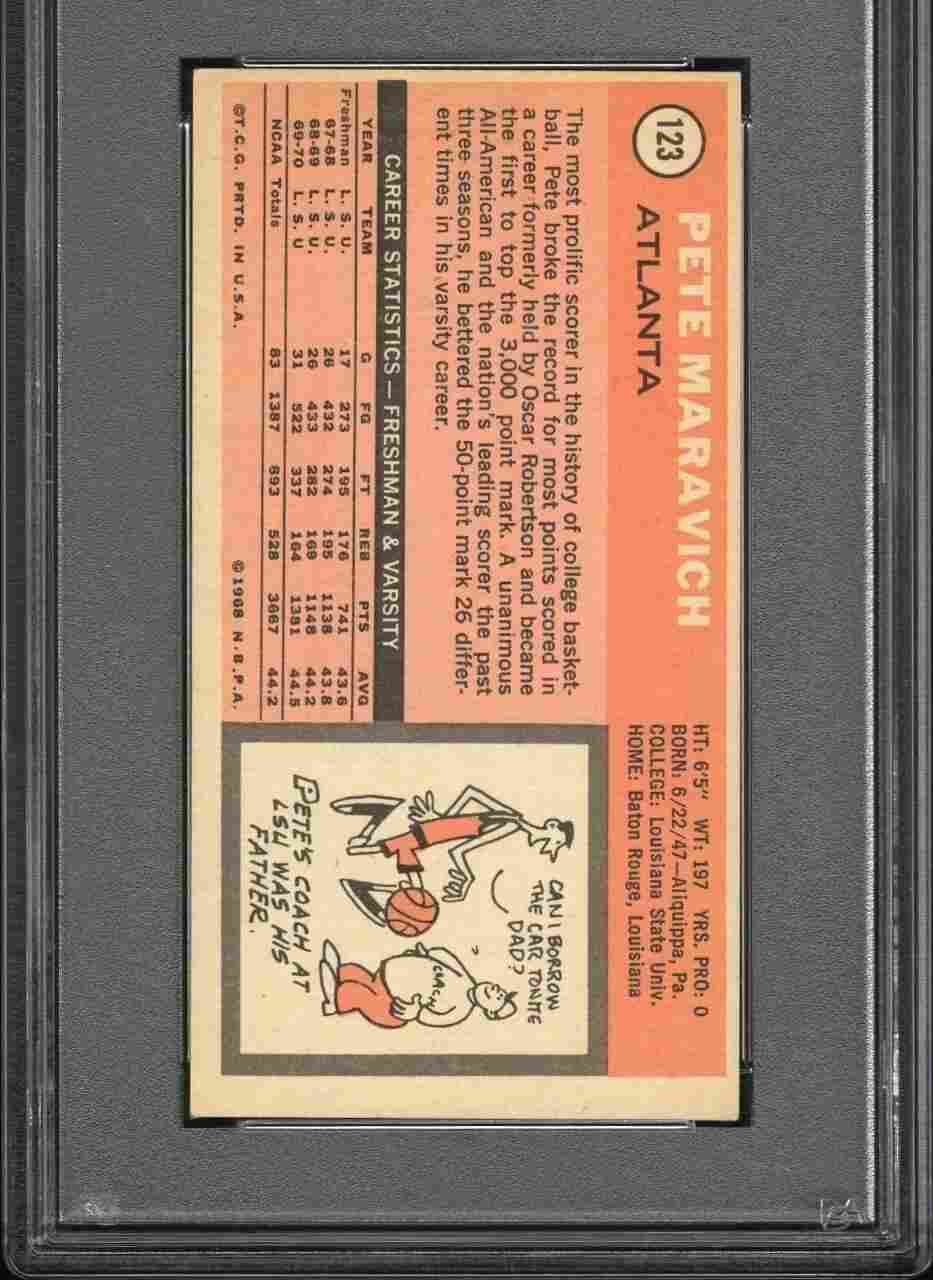 123
PETE MARAVICH
ATLANTA
HT: 6'5" WT: 197 YRS. PRO: 0
BORN: 6/22/47—Aliquippa, Pa.
COLLEGE: Louisiana State Univ.
HOME: Baton Rouge, Louisiana
The most prolific scorer in the history of college basket-
ball, Pete broke the record for most points scored in
a career formerly held by Oscar Robertson and became
the first to top the 3,000 point mark. A unanimous
All-American and the nation's leading scorer the past
three seasons, he bettered the 50-point mark 26 differ-
ent times in his varsity career.
CAREER STATISTICS—FRESHMAN & VARSITY
YEAR TEAM G FG FT REB PTS AVG
Freshman L. S. U. 17 273 195 176 741 43.6
67-68 L. S. U. 26 432 274 195 1138 43.8
68-69 L. S. U. 26 433 282 169 1148 44.2
69-70 L. S. U. 31 522 337 164 1381 44.5
NCAA Totals 83 1387 893 528 3667 44.2
©T.C.G. PRTD. IN U.S.A. ©1968 N.B.P.A.
CAN I BORROW
THE CAR TONITE
DAD?
PETE'S COACH AT
LSU WAS HIS
FATHER.